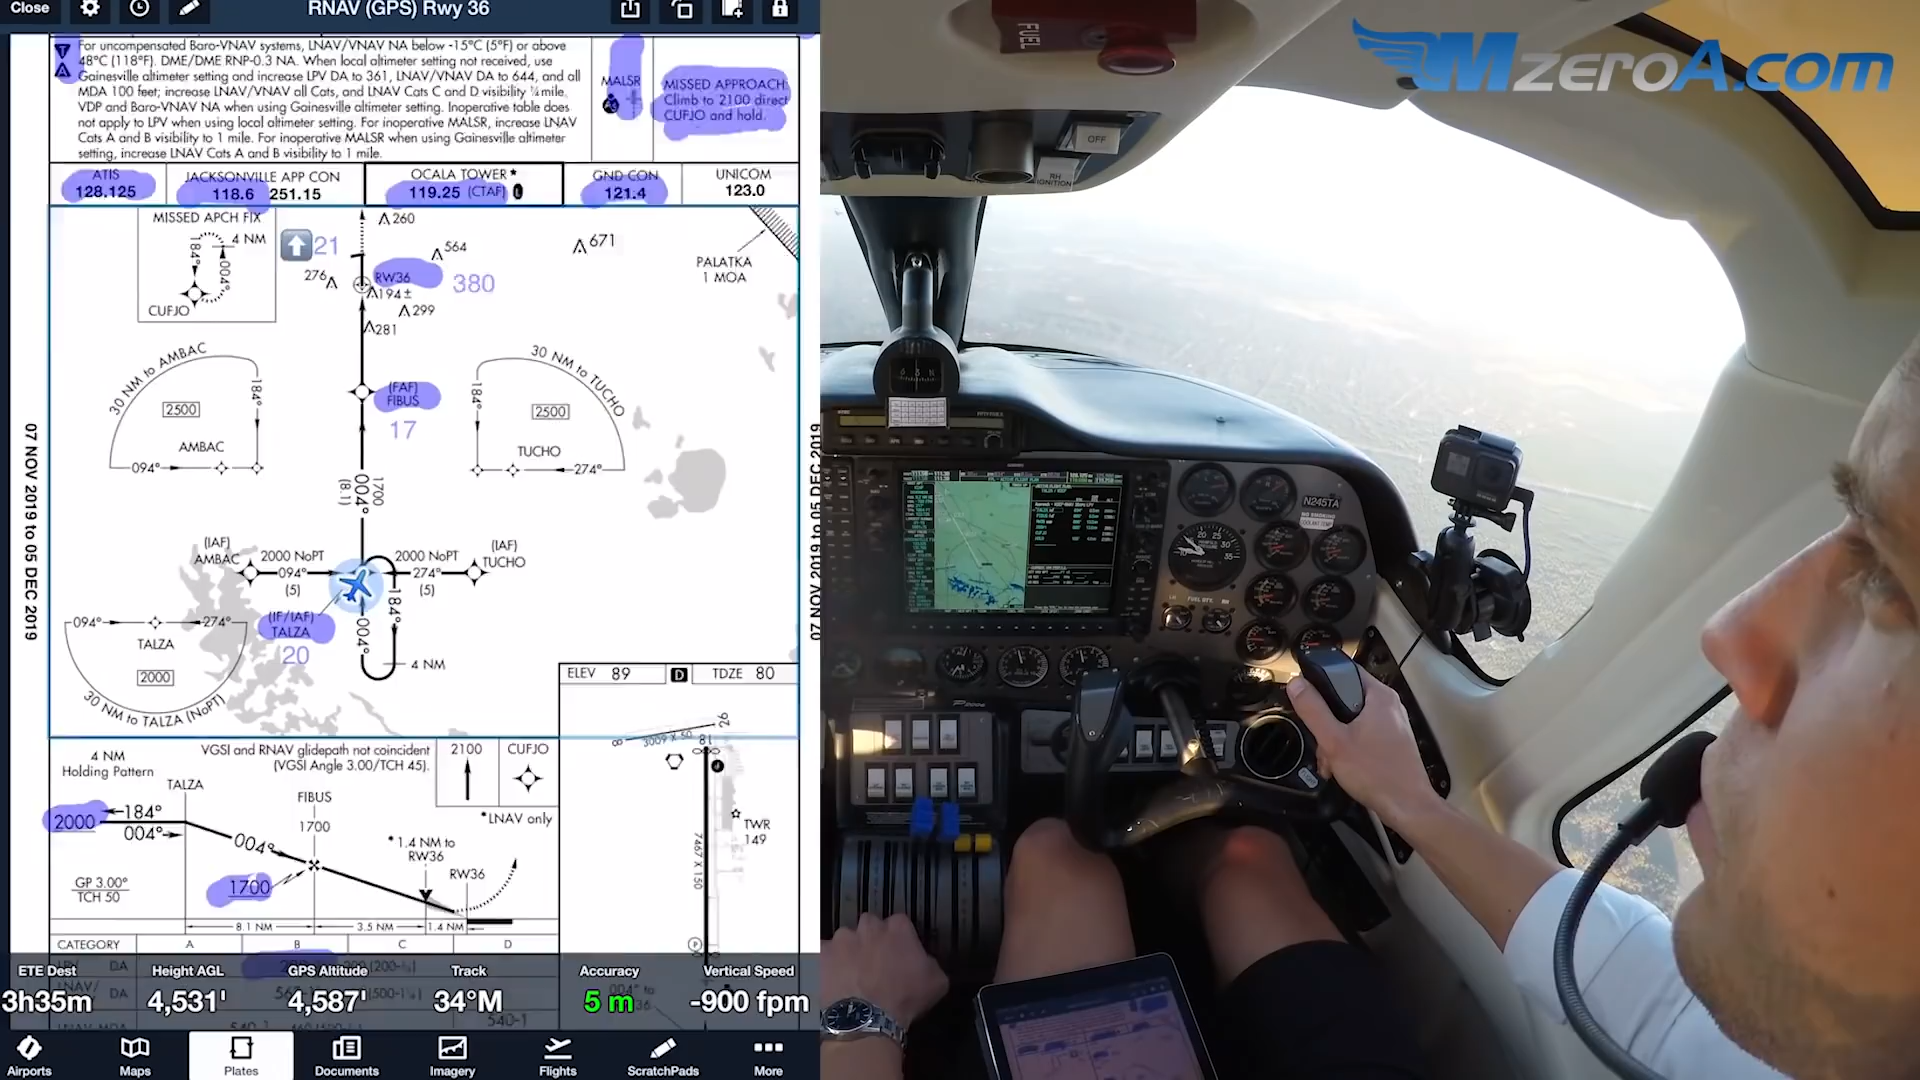 Close
RNAV (GPS) Rwy 36
For uncompensated Baro-VNAV systems, LNAV/VNAV NA below -15°C (5°F) or above
48°C (118°F). DME/DME RNP-0.3 NA. When local altimeter setting not received, use
Gainesville altimeter setting and increase LPV DA to 361, LNAV/VNAV DA to 644, and all
MDA 100 feet; increase LNAV/VNAV all Cats, and LNAV Cats C and D visibility ¼ mile.
VDP and Baro-VNAV NA when using Gainesville altimeter setting. Inoperative table does
not apply to LPV when using local altimeter setting. For inoperative MALSR, increase LNAV
Cats A and B visibility to 1 mile. For inoperative MALSR when using Gainesville altimeter
setting, increase LNAV Cats A and B visibility to 1 mile.
T
A
MALSR
MISSED APPROACH:
Climb to 2100 direct
CUFJO and hold.
ATIS
128.125
JACKSONVILLE APP CON
118.6 251.15
OCALA TOWER*
119.25 (CTAF) L
GND CON
121.4
UNICOM
123.0
MISSED APCH FIX
4 NM
184°
004°
CUFJO
21
260
564
671
276
RW36
380
194±
299
281
PALATKA
1 MOA
30 NM to AMBAC
184°
2500
AMBAC
094°
(FAF)
FIBUS
17
30 NM to TUCHO
184°
2500
TUCHO
274°
1700
004°
(8.1)
(IAF)
AMBAC
2000 NoPT
094°
(5)
2000 NoPT
274°
(5)
(IAF)
TUCHO
184°
004°
(IF/IAF)
TALZA
20
4 NM
094°
274°
TALZA
2000
30 NM to TALZA (NoPT)
07 NOV 2019 to 05 DEC 2019
07 NOV 2019 to 05 DEC 2019
ELEV 89
D
TDZE 80
26
8
3009 X 50
18
7467 X 150
TWR
149
P
4 NM
Holding Pattern
VGSI and RNAV glidepath not coincident
(VGSI Angle 3.00/TCH 45).
2100
CUFJO
TALZA
2000
184°
004°
FIBUS
1700
004°
*LNAV only
* 1.4 NM to
RW36
RW36
GP 3.00°
TCH 50
1700
8.1 NM
3.5 NM
1.4 NM
CATEGORY
A
B
C
D
ETE Dest
3h35m
Height AGL
4,531'
GPS Altitude
4,587'
Track
34°M
Accuracy
5 m
Vertical Speed
-900 fpm
Airports
Maps
Plates
Documents
Imagery
Flights
ScratchPads
More
MzeroA.com
FUEL
OFF
RH
IGNITION
N245TA